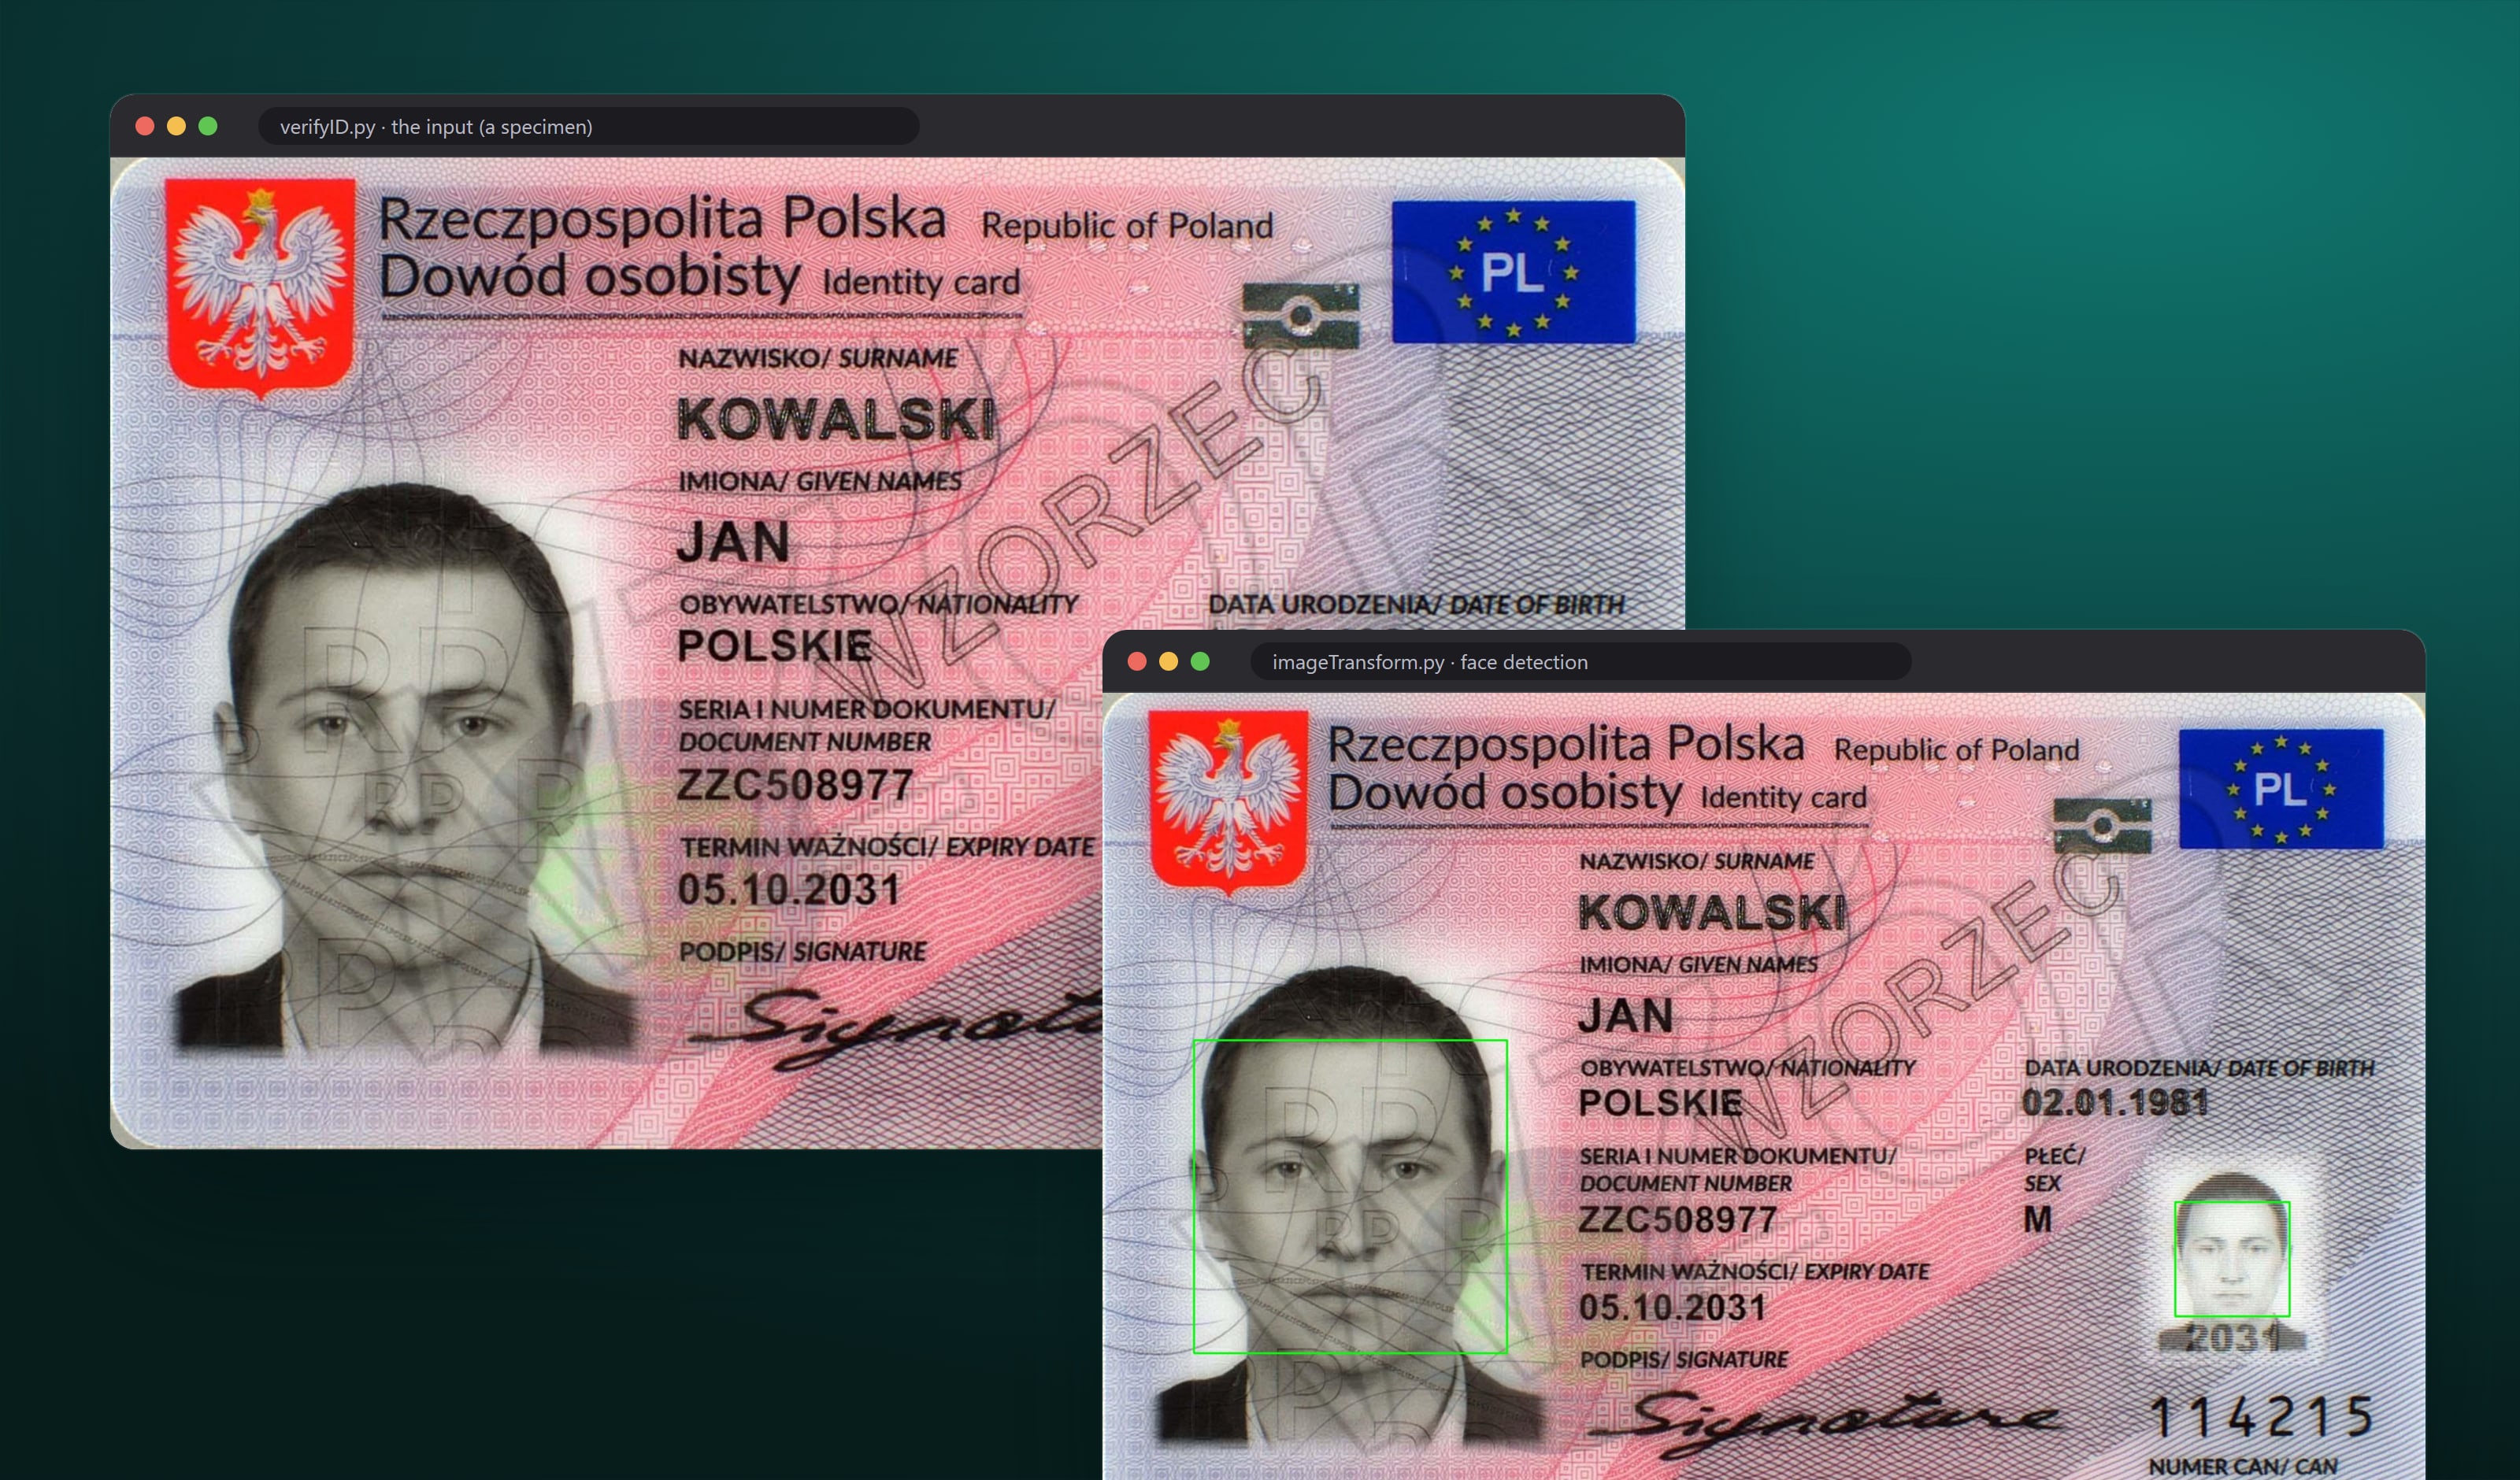 verifyID.py · the input (a specimen)
Rzeczpospolita Polska Republic of Poland
Dowód osobisty Identity card
PL
NAZWISKO/ SURNAME
KOWALSKI
IMIONA/ GIVEN NAMES
JAN
OBYWATELSTWO/ NATIONALITY
POLSKIE
DATA URODZENIA/ DATE OF BIRTH
SERIA I NUMER DOKUMENTU/
DOCUMENT NUMBER
ZZC508977
TERMIN WAŻNOŚCI/ EXPIRY DATE
05.10.2031
PODPIS/ SIGNATURE
WZORZEC
imageTransform.py · face detection
Rzeczpospolita Polska Republic of Poland
Dowód osobisty Identity card
PL
NAZWISKO/ SURNAME
KOWALSKI
IMIONA/ GIVEN NAMES
JAN
OBYWATELSTWO/ NATIONALITY
POLSKIE
DATA URODZENIA/ DATE OF BIRTH
02.01.1981
SERIA I NUMER DOKUMENTU/
DOCUMENT NUMBER
ZZC508977
PŁEĆ/
SEX
M
TERMIN WAŻNOŚCI/ EXPIRY DATE
05.10.2031
2031
PODPIS/ SIGNATURE
Signature
114215
NUMER CAN/ CAN
WZORZEC